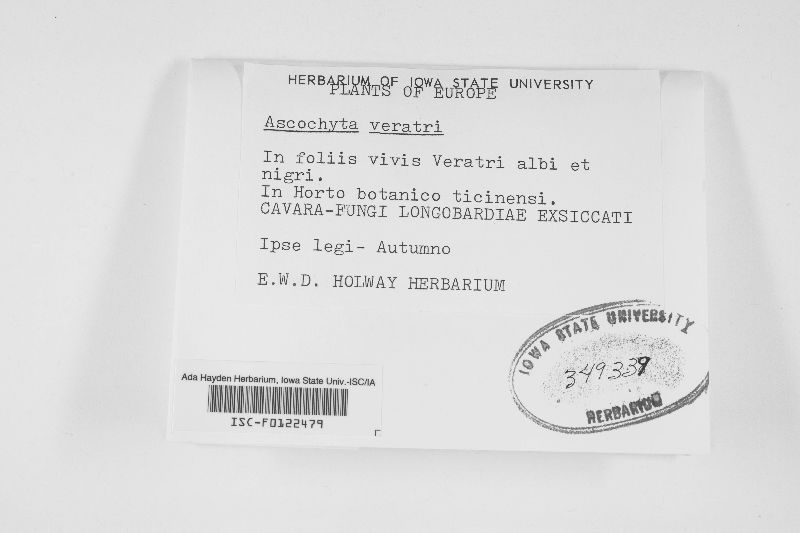 HERBARIUM OF IOWA STATE UNIVERSITY
PLANTS OF EUROPE
Ascochyta veratri
In foliis vivis Veratri albi et
nigri.
In Horto botanico ticinensi.
CAVARA-FUNGI LONGOBARDIAE EXSICCATI
Ipse legi- Autumno
E.W.D. HOLWAY HERBARIUM
IOWA STATE UNIVERSITY
349339
HERBARIUM
Ada Hayden Herbarium, Iowa State Univ.-ISC/IA
ISC-F0122479